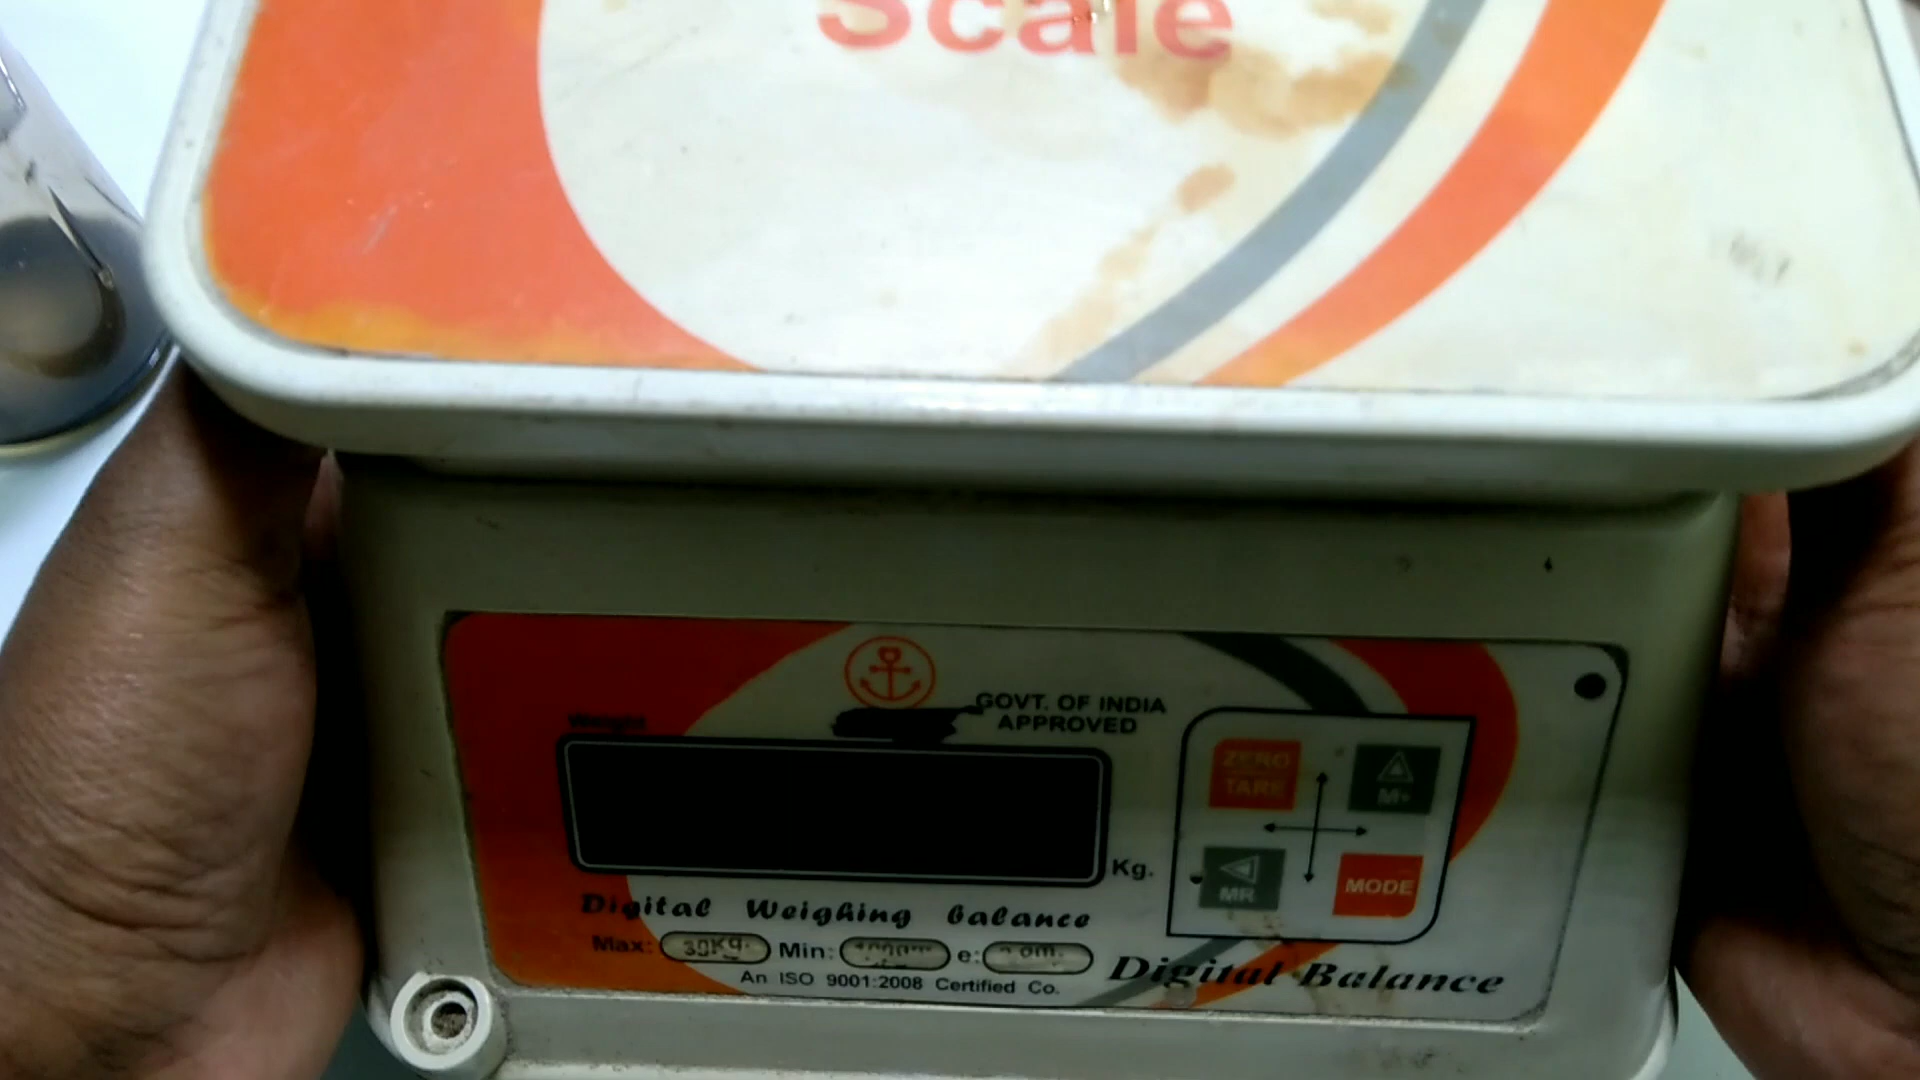 Scale
GOVT. OF INDIA
APPROVED
Weight
ZERO
TARE
M+
Kg.
MR
MODE
Digital Weighing balance
Max: 30Kg. Min: e:
An ISO 9001:2008 Certified Co.
Digital Balance